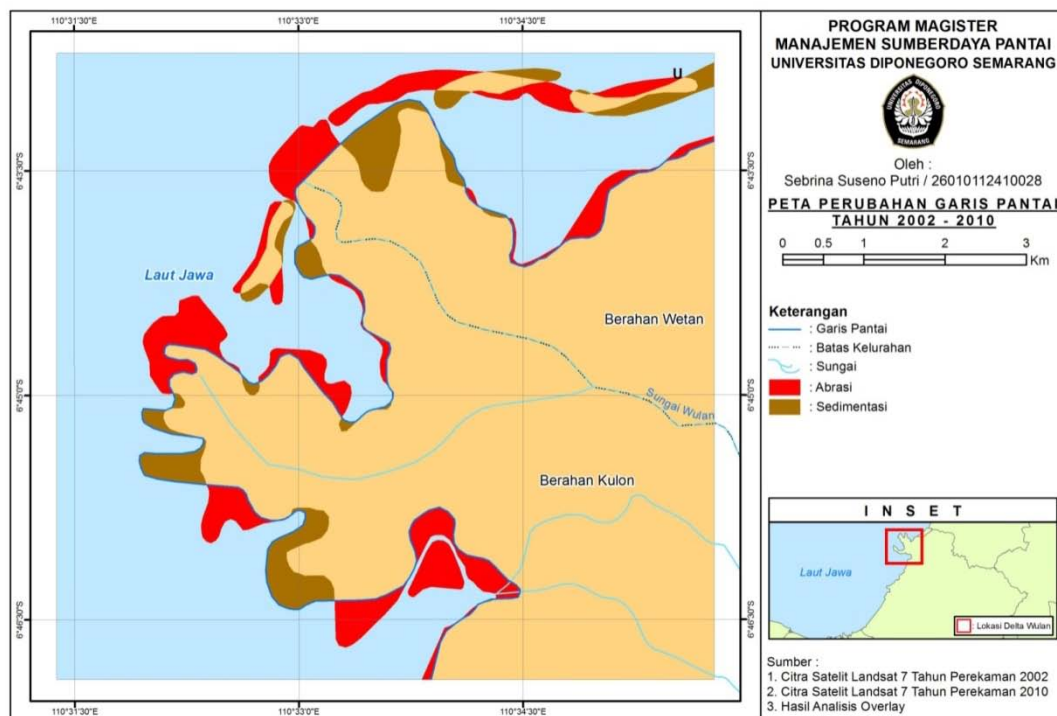 110°31'30"E
110°33'0"E
110°34'30"E
6°43'30"S
6°45'0"S
6°46'30"S
6°43'30"S
6°45'0"S
6°46'30"S
110°31'30"E
110°33'0"E
110°34'30"E
U
Laut Jawa
Berahan Wetan
Sungai Wulan
Berahan Kulon
PROGRAM MAGISTER
MANAJEMEN SUMBERDAYA PANTAI
UNIVERSITAS DIPONEGORO SEMARANG
UNIVERSITAS DIPONEGORO
SEMARANG
Oleh :
Sebrina Suseno Putri / 26010112410028
PETA PERUBAHAN GARIS PANTAI
TAHUN 2002 - 2010
0 0.5 1 2 3
Km
Keterangan
: Garis Pantai
: Batas Kelurahan
: Sungai
: Abrasi
: Sedimentasi
I N S E T
Laut Jawa
: Lokasi Delta Wulan
Sumber :
1. Citra Satelit Landsat 7 Tahun Perekaman 2002
2. Citra Satelit Landsat 7 Tahun Perekaman 2010
3. Hasil Analisis Overlay